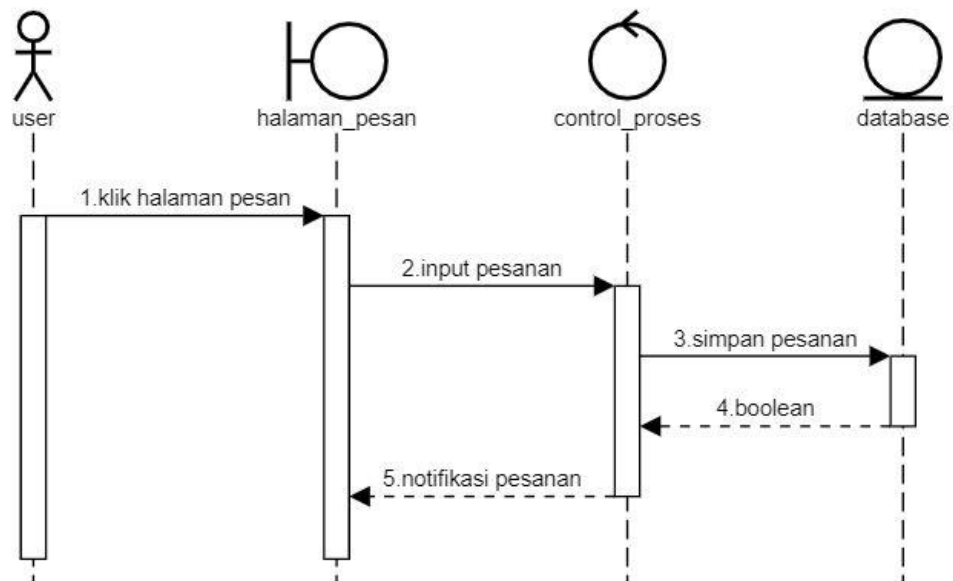 user
halaman_pesan
control_proses
database
1.klik halaman pesan
2.input pesanan
3.simpan pesanan
4.boolean
5.notifikasi pesanan